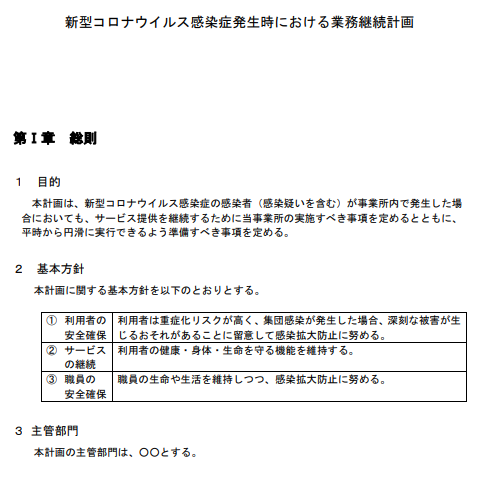 新型コロナウイルス感染症発生時における業務継続計画
第Ⅰ章　総則
１　目的
本計画は、新型コロナウイルス感染症の感染者（感染疑いを含む）が事業所内で発生した場
合においても、サービス提供を継続するために当事業所の実施すべき事項を定めるとともに、
平時から円滑に実行できるよう準備すべき事項を定める。
２　基本方針
本計画に関する基本方針を以下のとおりとする。
①　利用者の　利用者は重症化リスクが高く、集団感染が発生した場合、深刻な被害が生
安全確保　じるおそれがあることに留意して感染拡大防止に努める。
②　サービス　利用者の健康・身体・生命を守る機能を維持する。
の継続
③　職員の　職員の生命や生活を維持しつつ、感染拡大防止に努める。
安全確保
３　主管部門
本計画の主管部門は、〇〇とする。